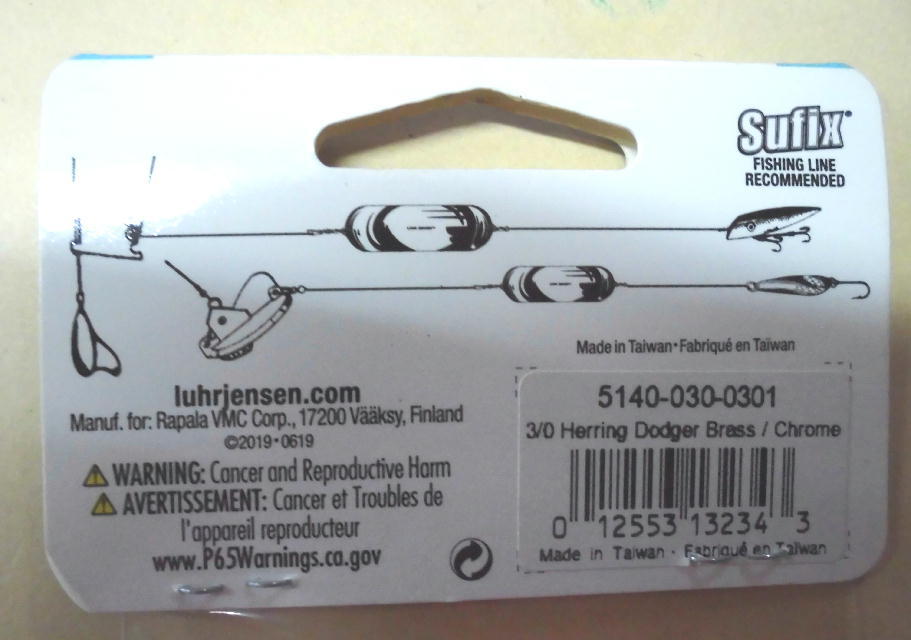 Sufix
FISHING LINE
RECOMMENDED
Made in Taiwan•Fabriqué en Taïwan
luhrjensen.com
Manuf. for: Rapala VMC Corp., 17200 Vääksy, Finland
©2019•0619
WARNING: Cancer and Reproductive Harm
AVERTISSEMENT: Cancer et Troubles de
l'appareil reproducteur
www.P65Warnings.ca.gov
5140-030-0301
3/0 Herring Dodger Brass / Chrome
0 12553 13234 3
Made in Taiwan · Fabriqué en Taïwan